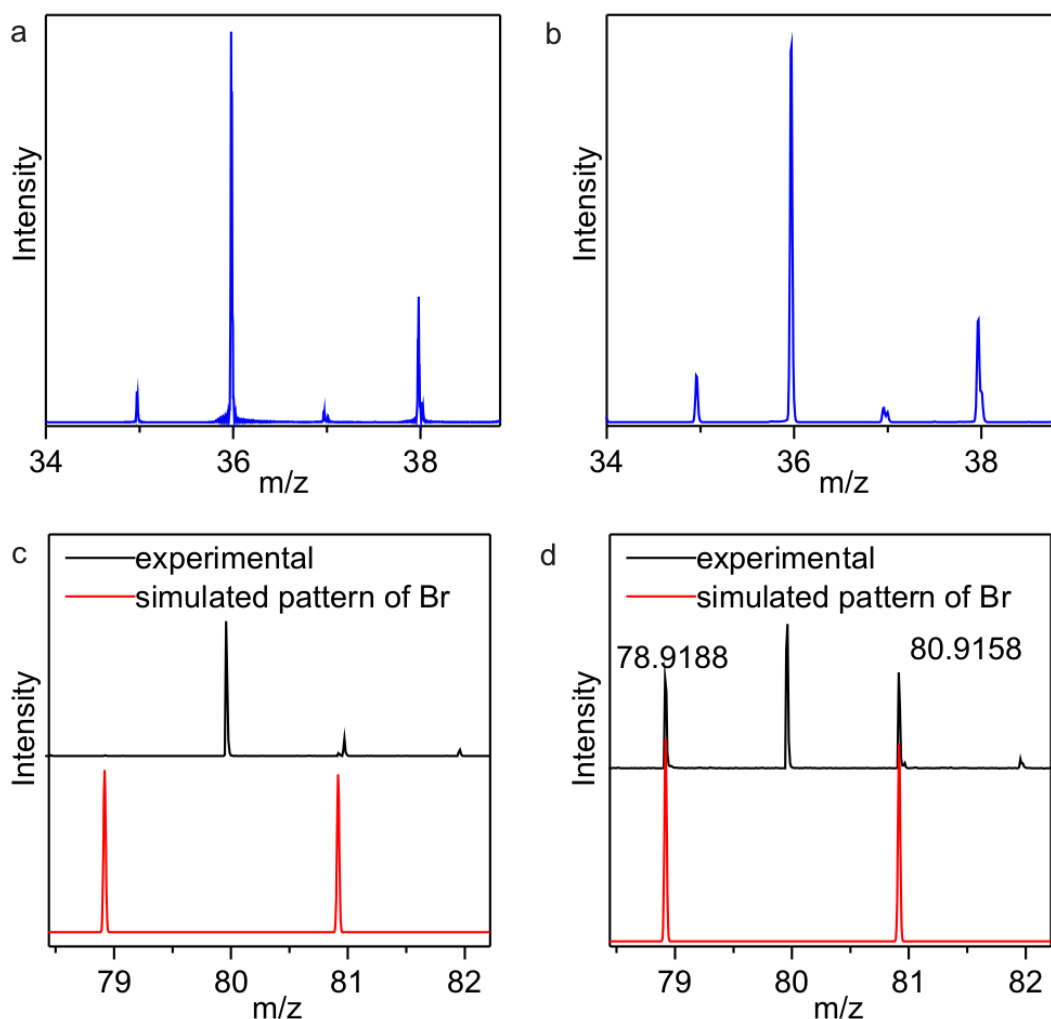 a
Intensity
34 36 38
m/z
b
Intensity
34 36 38
m/z
c
experimental
simulated pattern of Br
Intensity
79 80 81 82
m/z
d
experimental
simulated pattern of Br
78.9188
80.9158
Intensity
79 80 81 82
m/z